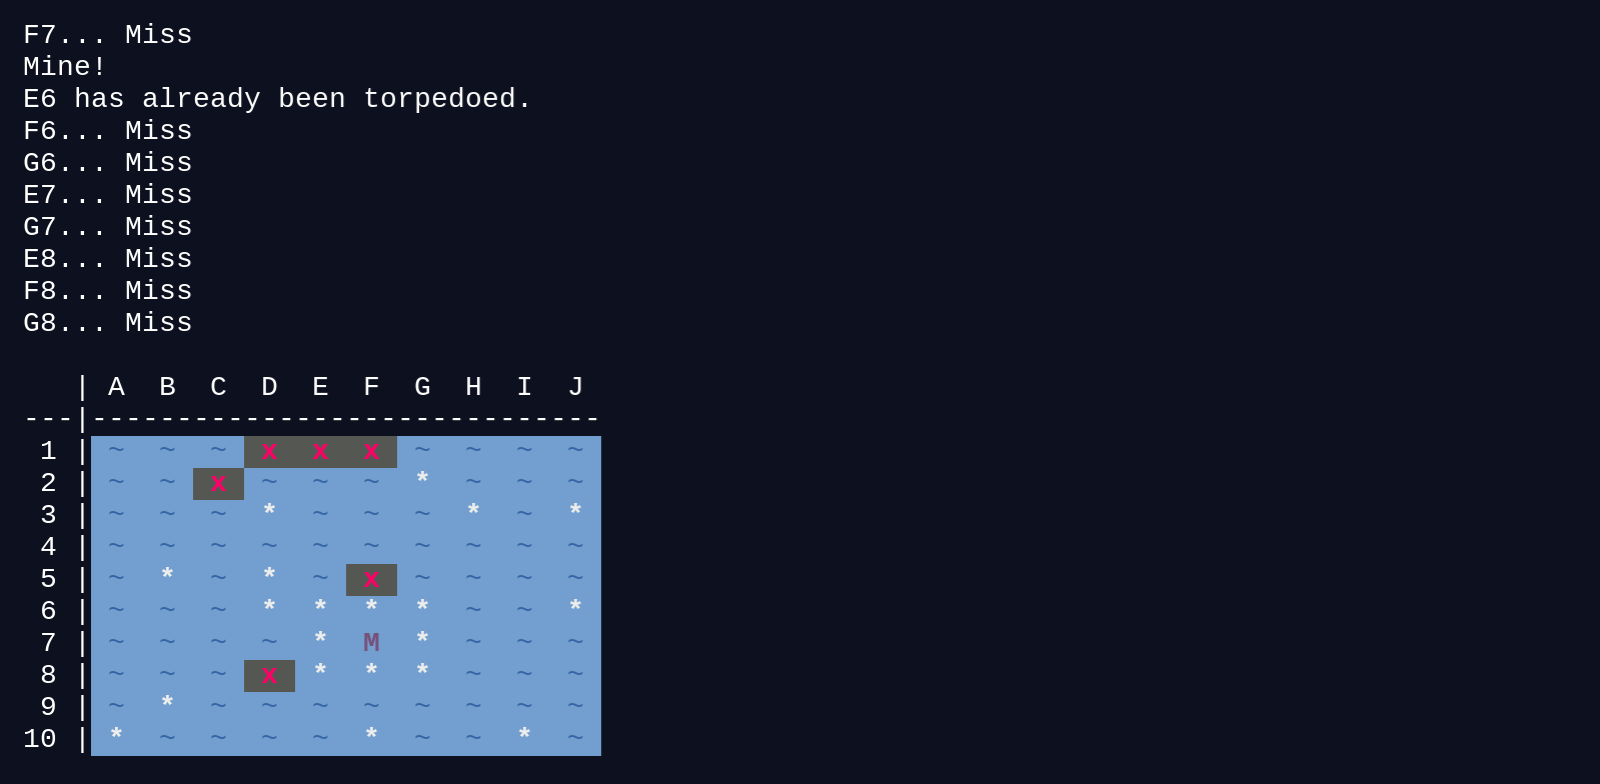 F7... Miss
Mine!
E6 has already been torpedoed.
F6... Miss
G6... Miss
E7... Miss
G7... Miss
E8... Miss
F8... Miss
G8... Miss
   | A  B  C  D  E  F  G  H  I  J
---|------------------------------
 1 | ~  ~  ~  x  x  x  ~  ~  ~  ~
 2 | ~  ~  x  ~  ~  ~  *  ~  ~  ~
 3 | ~  ~  ~  *  ~  ~  ~  *  ~  *
 4 | ~  ~  ~  ~  ~  ~  ~  ~  ~  ~
 5 | ~  *  ~  *  ~  x  ~  ~  ~  ~
 6 | ~  ~  ~  *  *  *  *  ~  ~  *
 7 | ~  ~  ~  ~  *  M  *  ~  ~  ~
 8 | ~  ~  ~  x  *  *  *  ~  ~  ~
 9 | ~  *  ~  ~  ~  ~  ~  ~  ~  ~
10 | *  ~  ~  ~  ~  *  ~  ~  *  ~